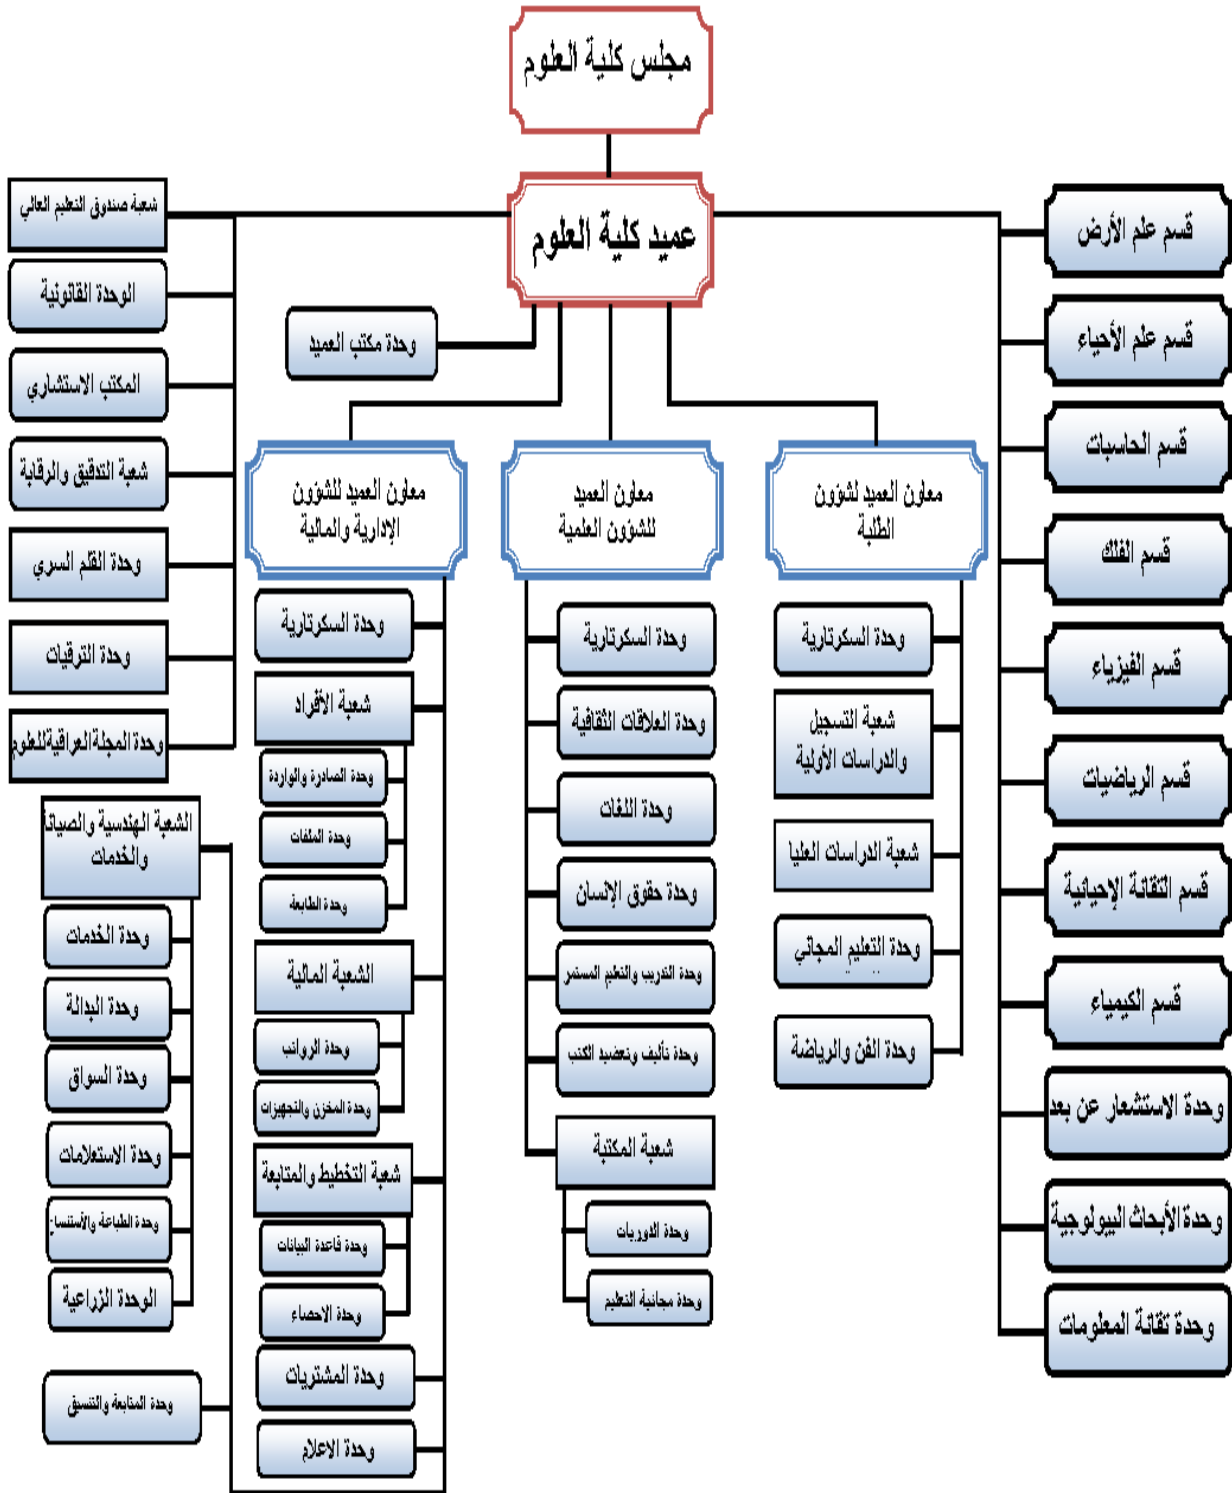 مجلس كلية العلوم
عميد كلية العلوم
قسم علم الأرض
قسم علم الأحياء
قسم الحاسبات
قسم الفلك
قسم الفيزياء
قسم الرياضيات
قسم التقانة الإحيائية
قسم الكيمياء
وحدة الاستشعار عن بعد
وحدة الأبحاث البيولوجية
وحدة تقانة المعلومات
وحدة مكتب العميد
معاون العميد لشؤون
الطلبة
وحدة السكرتارية
شعبة التسجيل
والدراسات الأولية
شعبة الدراسات العليا
وحدة التعليم المجاني
وحدة الفن والرياضة
معاون العميد
للشؤون العلمية
وحدة السكرتارية
وحدة العلاقات الثقافية
وحدة اللغات
وحدة حقوق الإنسان
وحدة التدريب والتعليم المستمر
وحدة تأليف وتعضيد الكتب
شعبة المكتبة
وحدة الدوريات
وحدة مجانية التعليم
معاون العميد للشؤون
الإدارية والمالية
وحدة السكرتارية
شعبة الأفراد
وحدة الصادرة والواردة
وحدة الملفات
وحدة الطابعة
الشعبة المالية
وحدة الرواتب
وحدة المخزن والتجهيزات
شعبة التخطيط والمتابعة
وحدة قاعدة البيانات
وحدة الاحصاء
وحدة المشتريات
وحدة الاعلام
شعبة صندوق التعليم العالي
الوحدة القانونية
المكتب الاستشاري
شعبة التدقيق والرقابة
وحدة القلم السري
وحدة الترقيات
وحدة المجلة العراقية للعلوم
الشعبة الهندسية والصيانة
والخدمات
وحدة الخدمات
وحدة البدالة
وحدة السواق
وحدة الاستعلامات
وحدة الطباعة والأستنساخ
الوحدة الزراعية
وحدة المتابعة والتنسيق